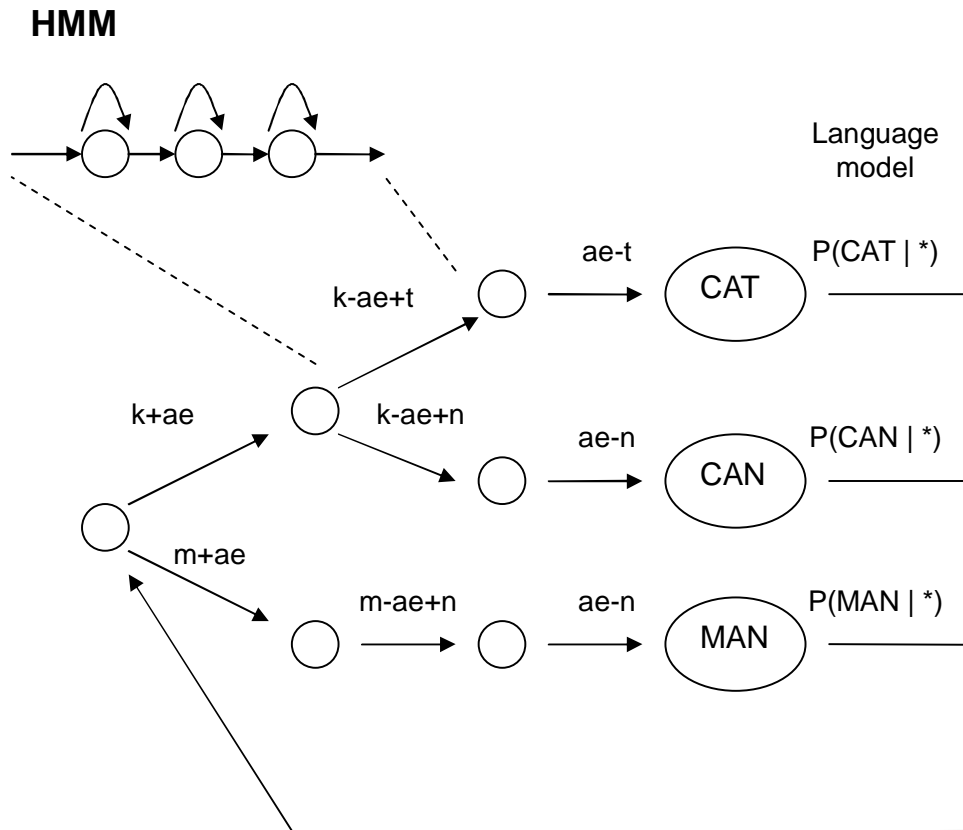 HMM
Language
model
ae-t
P(CAT | *)
CAT
k-ae+t
k+ae
k-ae+n
ae-n
P(CAN | *)
CAN
m+ae
m-ae+n
ae-n
P(MAN | *)
MAN